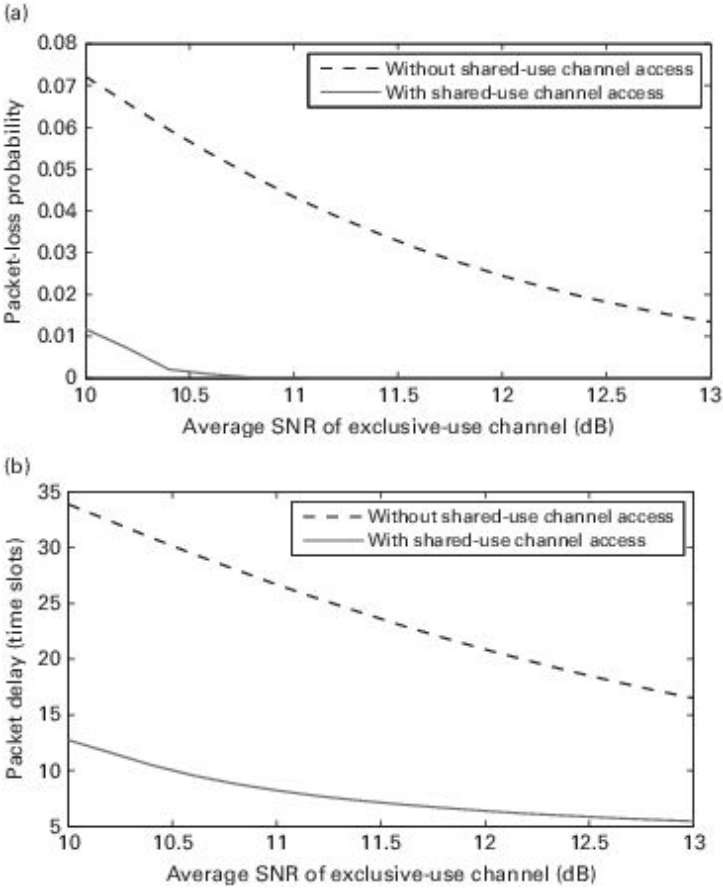 (a)
0.08
0.07
0.06
0.05
0.04
0.03
0.02
0.01
0
Packet-loss probability
Without shared-use channel access
With shared-use channel access
10 10.5 11 11.5 12 12.5 13
Average SNR of exclusive-use channel (dB)
(b)
35
30
25
20
15
10
5
Packet delay (time slots)
Without shared-use channel access
With shared-use channel access
10 10.5 11 11.5 12 12.5 13
Average SNR of exclusive-use channel (dB)